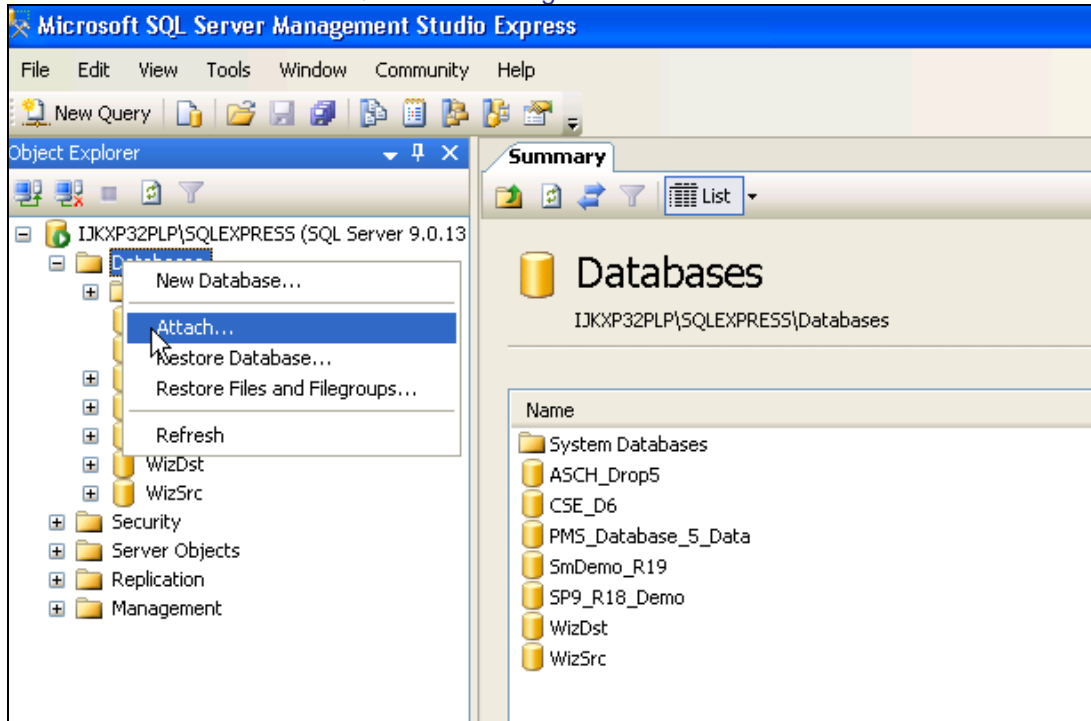 Microsoft SQL Server Management Studio Express
File Edit View Tools Window Community Help
New Query
Object Explorer
Summary
List
IJKXP32PLP\SQLEXPRESS (SQL Server 9.0.13
Databases
New Database...
Attach...
Restore Database...
Restore Files and Filegroups...
Refresh
WizDst
WizSrc
Security
Server Objects
Replication
Management
Databases
IJKXP32PLP\SQLEXPRESS\Databases
Name
System Databases
ASCH_Drop5
CSE_D6
PMS_Database_5_Data
SmDemo_R19
SP9_R18_Demo
WizDst
WizSrc